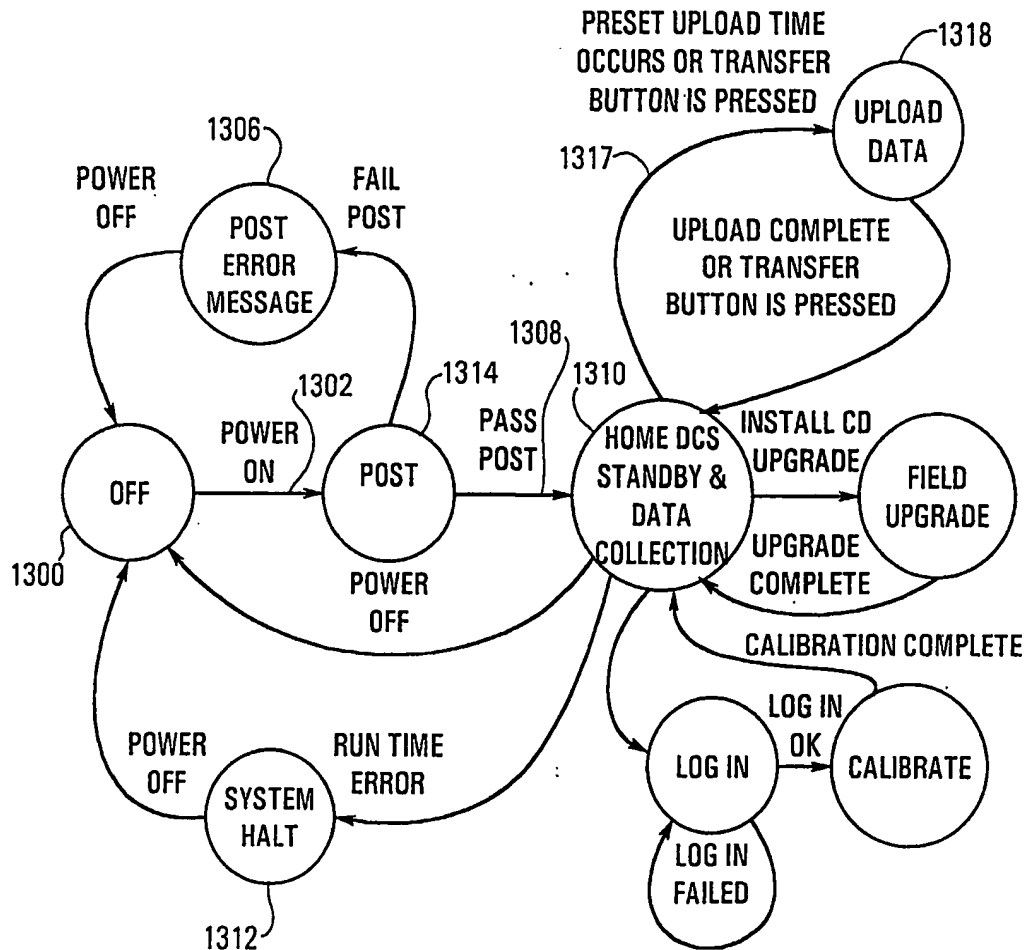 PRESET UPLOAD TIME
OCCURS OR TRANSFER
BUTTON IS PRESSED
1318
UPLOAD
DATA
1317
UPLOAD COMPLETE
OR TRANSFER
BUTTON IS PRESSED
1306
POWER
OFF
FAIL
POST
POST
ERROR
MESSAGE
1302
1314
1308
1310
OFF
1300
POWER
ON
POST
PASS
POST
HOME DCS
STANDBY &
DATA
COLLECTION
INSTALL CD
UPGRADE
FIELD
UPGRADE
UPGRADE
COMPLETE
POWER
OFF
CALIBRATION COMPLETE
POWER
OFF
SYSTEM
HALT
1312
RUN TIME
ERROR
LOG IN
LOG IN
OK
CALIBRATE
LOG IN
FAILED